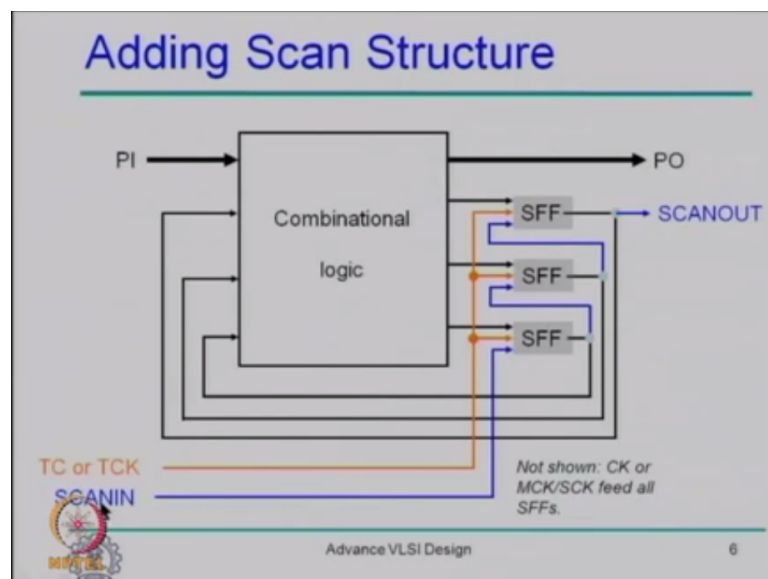 Adding Scan Structure
PI
PO
Combinational
logic
SFF
SCANOUT
SFF
SFF
TC or TCK
SCANIN
Not shown: CK or
MCK/SCK feed all
SFFs.
NPTEL
Advance VLSI Design
6